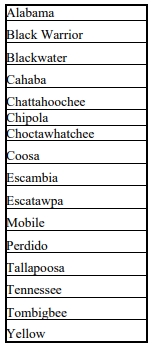 Alabama
Black Warrior
Blackwater
Cahaba
Chattahoochee
Chipola
Choctawhatchee
Coosa
Escambia
Escatawpa
Mobile
Perdido
Tallapoosa
Tennessee
Tombigbee
Yellow